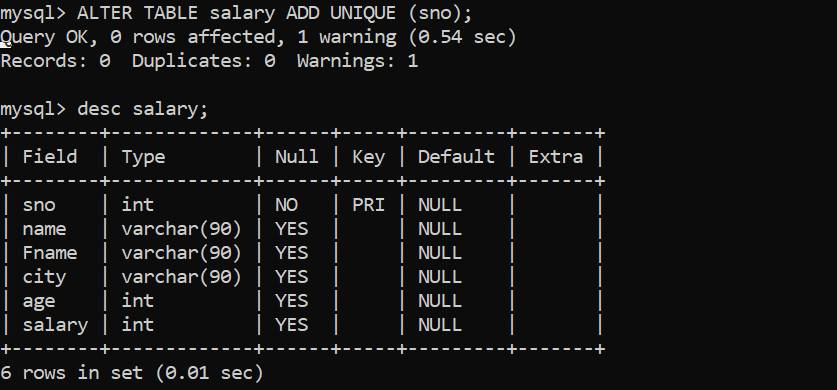 mysql> ALTER TABLE salary ADD UNIQUE (sno);
Query OK, 0 rows affected, 1 warning (0.54 sec)
Records: 0  Duplicates: 0  Warnings: 1

mysql> desc salary;
+--------+-------------+------+-----+---------+-------+
| Field  | Type        | Null | Key | Default | Extra |
+--------+-------------+------+-----+---------+-------+
| sno    | int         | NO   | PRI | NULL    |       |
| name   | varchar(90) | YES  |     | NULL    |       |
| Fname  | varchar(90) | YES  |     | NULL    |       |
| city   | varchar(90) | YES  |     | NULL    |       |
| age    | int         | YES  |     | NULL    |       |
| salary | int         | YES  |     | NULL    |       |
+--------+-------------+------+-----+---------+-------+
6 rows in set (0.01 sec)